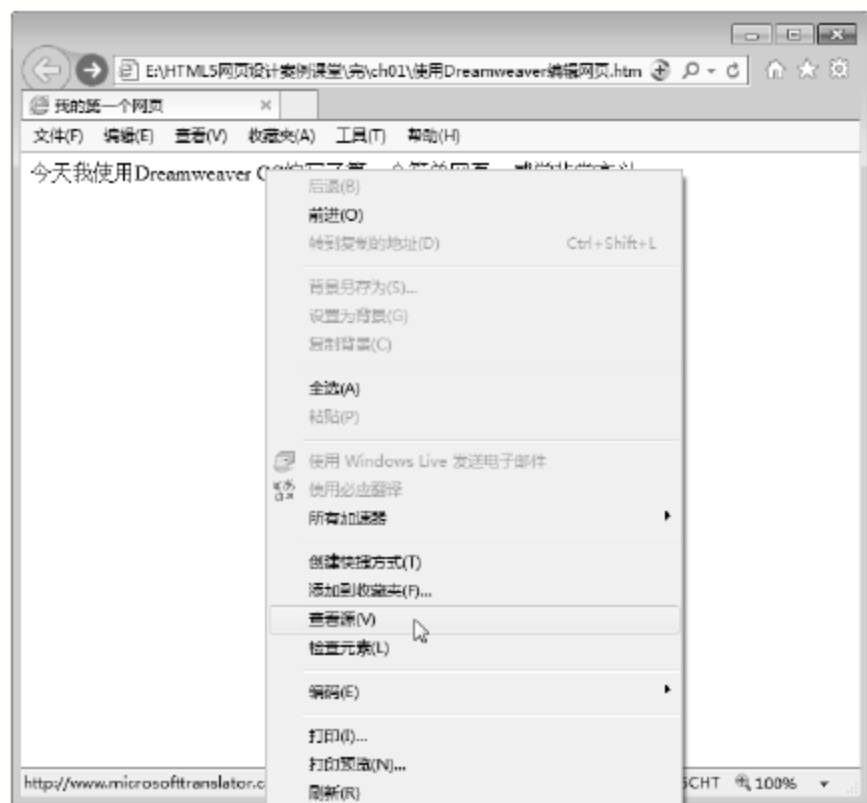 E:\HTML5网页设计案例课堂\完\ch01\使用Dreamweaver编辑网页.htm
我的第一个网页
文件(F) 编辑(E) 查看(V) 收藏夹(A) 工具(T) 帮助(H)
今天我使用Dreamweaver
后退(B)
前进(O)
转到复制的地址(D) Ctrl+Shift+L
背景另存为(S)...
设置为背景(G)
复制背景(C)
全选(A)
粘贴(P)
使用 Windows Live 发送电子邮件
使用必应翻译
所有加速器
创建快捷方式(T)
添加到收藏夹(F)...
查看源(V)
检查元素(L)
编码(E)
打印(I)...
打印预览(N)...
刷新(R)
http://www.microsofttranslator.c 100%